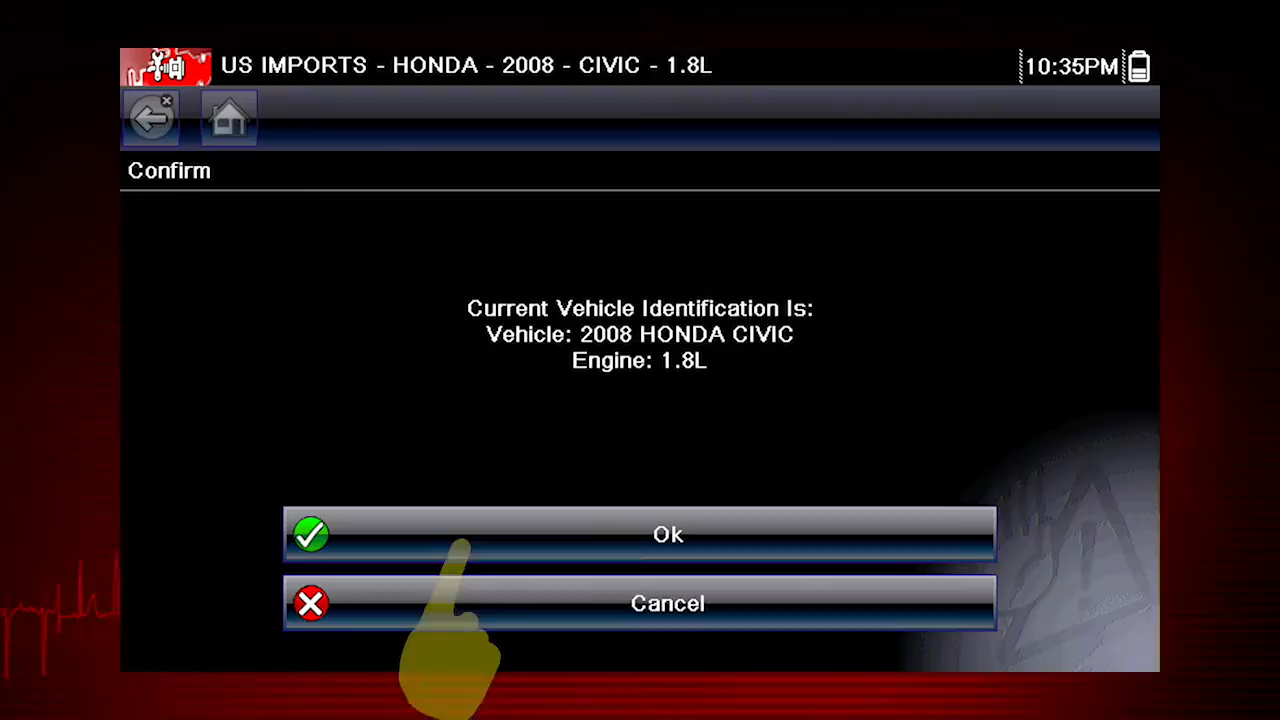 US IMPORTS - HONDA - 2008 - CIVIC - 1.8L
10:35PM
Confirm
Current Vehicle Identification Is:
Vehicle: 2008 HONDA CIVIC
Engine: 1.8L
Ok
Cancel